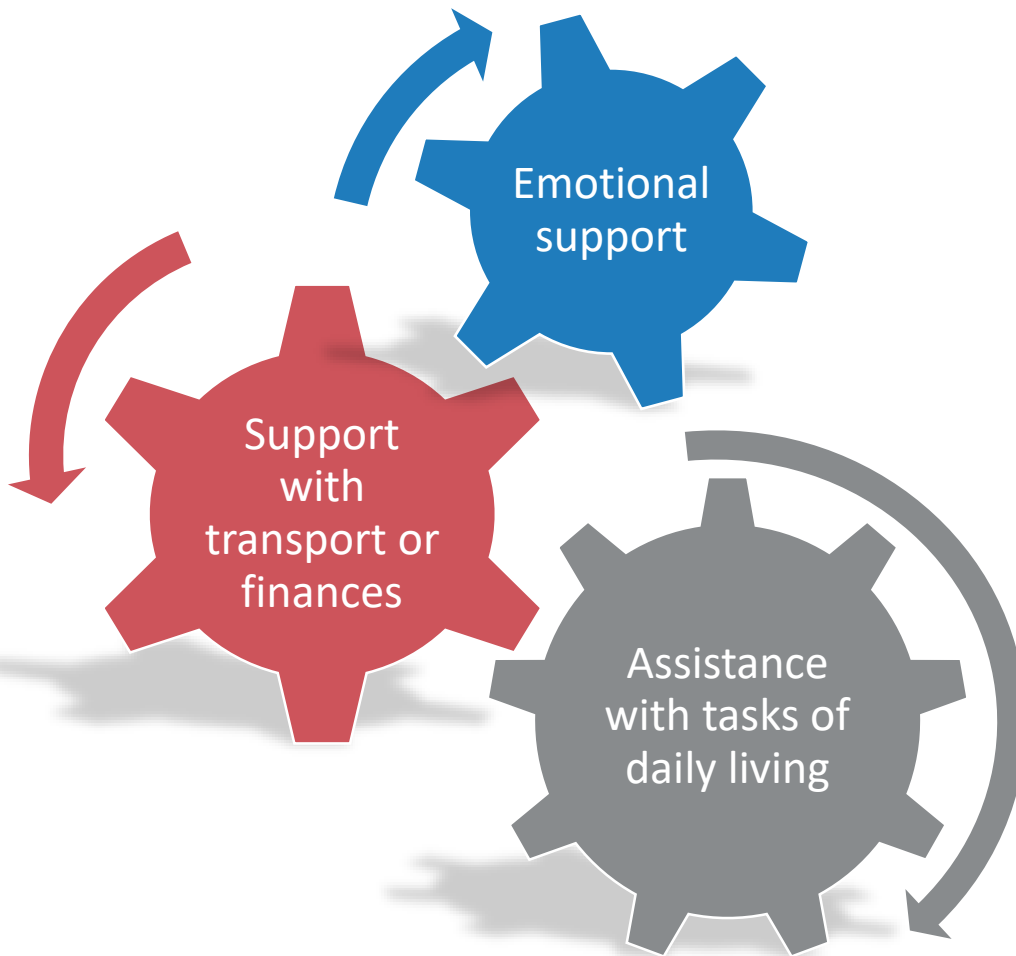 Emotional
support
Support
with
transport or
finances
Assistance
with tasks of
daily living